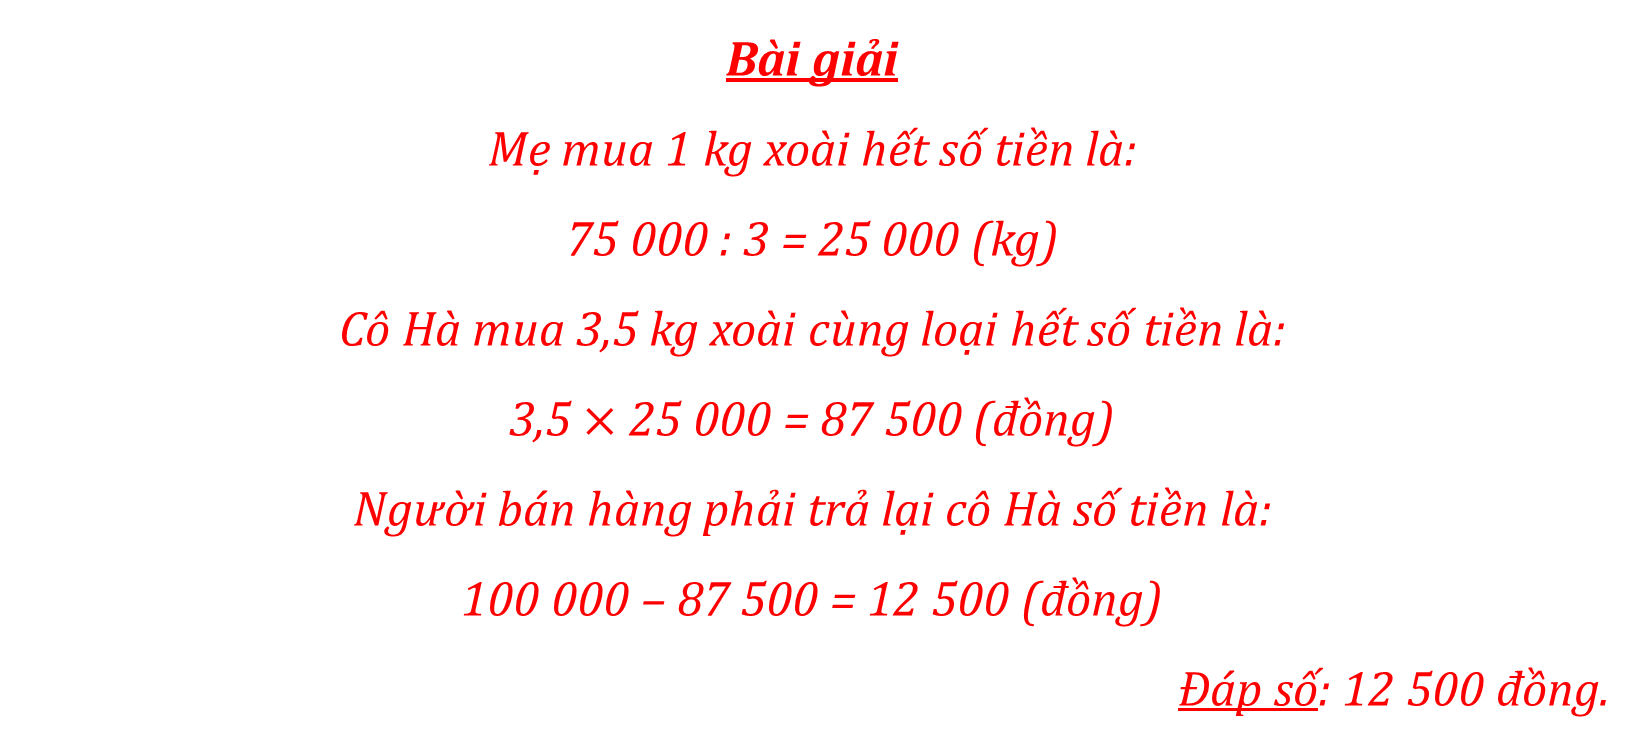 Bài giải
Mẹ mua 1 kg xoài hết số tiền là:
75 000 : 3 = 25 000 (kg)
Cô Hà mua 3,5 kg xoài cùng loại hết số tiền là:
3,5 × 25 000 = 87 500 (đồng)
Người bán hàng phải trả lại cô Hà số tiền là:
100 000 – 87 500 = 12 500 (đồng)
Đáp số: 12 500 đồng.